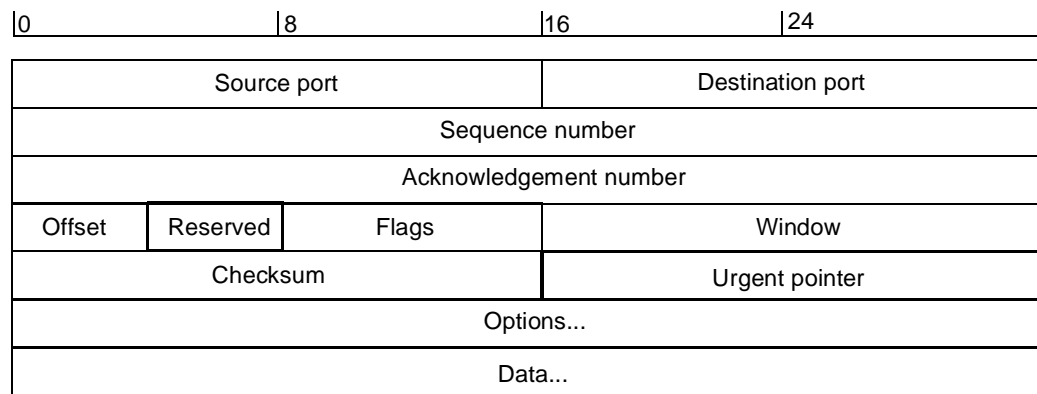 0 8 16 24
Source port Destination port
Sequence number
Acknowledgement number
Offset Reserved Flags Window
Checksum Urgent pointer
Options...
Data...